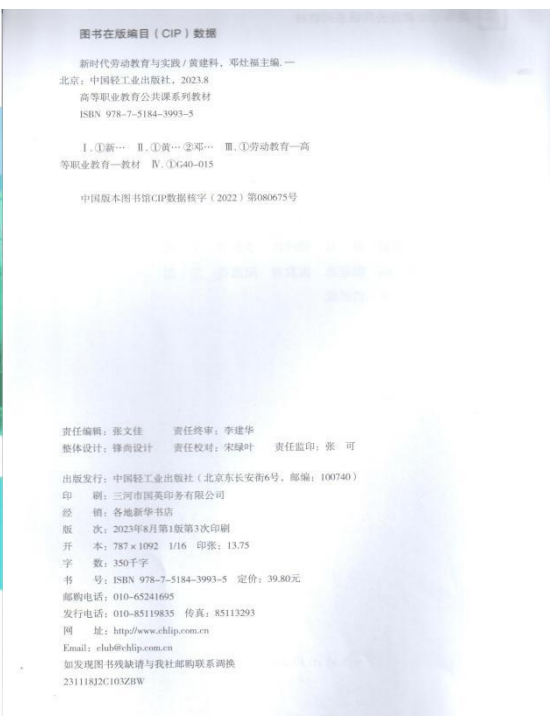 图书在版编目（CIP）数据
新时代劳动教育与实践 / 黄建科，邓灶福主编. —
北京：中国轻工业出版社，2023.8
高等职业教育公共课系列教材
ISBN 978-7-5184-3993-5
Ⅰ.①新… Ⅱ.①黄… ②邓… Ⅲ.①劳动教育—高
等职业教育—教材 Ⅳ.①G40-015
中国版本图书馆CIP数据核字（2022）第080675号
责任编辑：张文佳 责任终审：李建华
整体设计：锋尚设计 责任校对：宋绿叶 责任监印：张 可
出版发行：中国轻工业出版社（北京东长安街6号，邮编：100740）
印 刷：三河市国英印务有限公司
经 销：各地新华书店
版 次：2023年8月第1版第3次印刷
开 本：787×1092 1/16 印张：13.75
字 数：350千字
书 号：ISBN 978-7-5184-3993-5 定价：39.80元
邮购电话：010-65241695
发行电话：010-85119835 传真：85113293
网 址：http://www.chlip.com.cn
Email：club@chlip.com.cn
如发现图书残缺请与我社邮购联系调换
231118J2C103ZBW